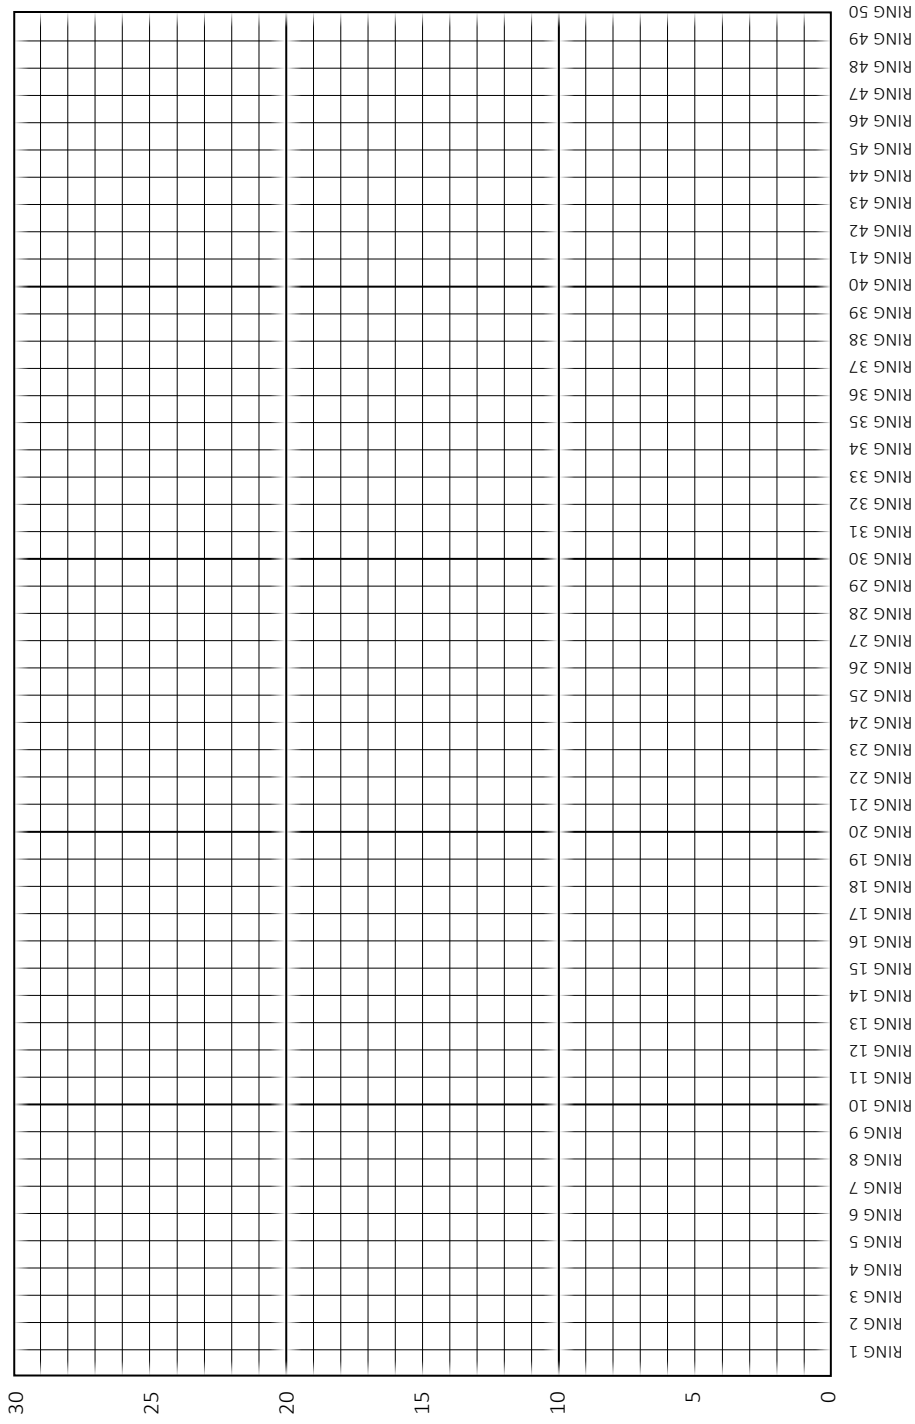 RING 50
RING 49
RING 48
RING 47
RING 46
RING 45
RING 44
RING 43
RING 42
RING 41
RING 40
RING 39
RING 38
RING 37
RING 36
RING 35
RING 34
RING 33
RING 32
RING 31
RING 30
RING 29
RING 28
RING 27
RING 26
RING 25
RING 24
RING 23
RING 22
RING 21
RING 20
RING 19
RING 18
RING 17
RING 16
RING 15
RING 14
RING 13
RING 12
RING 11
RING 10
RING 9
RING 8
RING 7
RING 6
RING 5
RING 4
RING 3
RING 2
RING 1
30
25
20
15
10
5
0